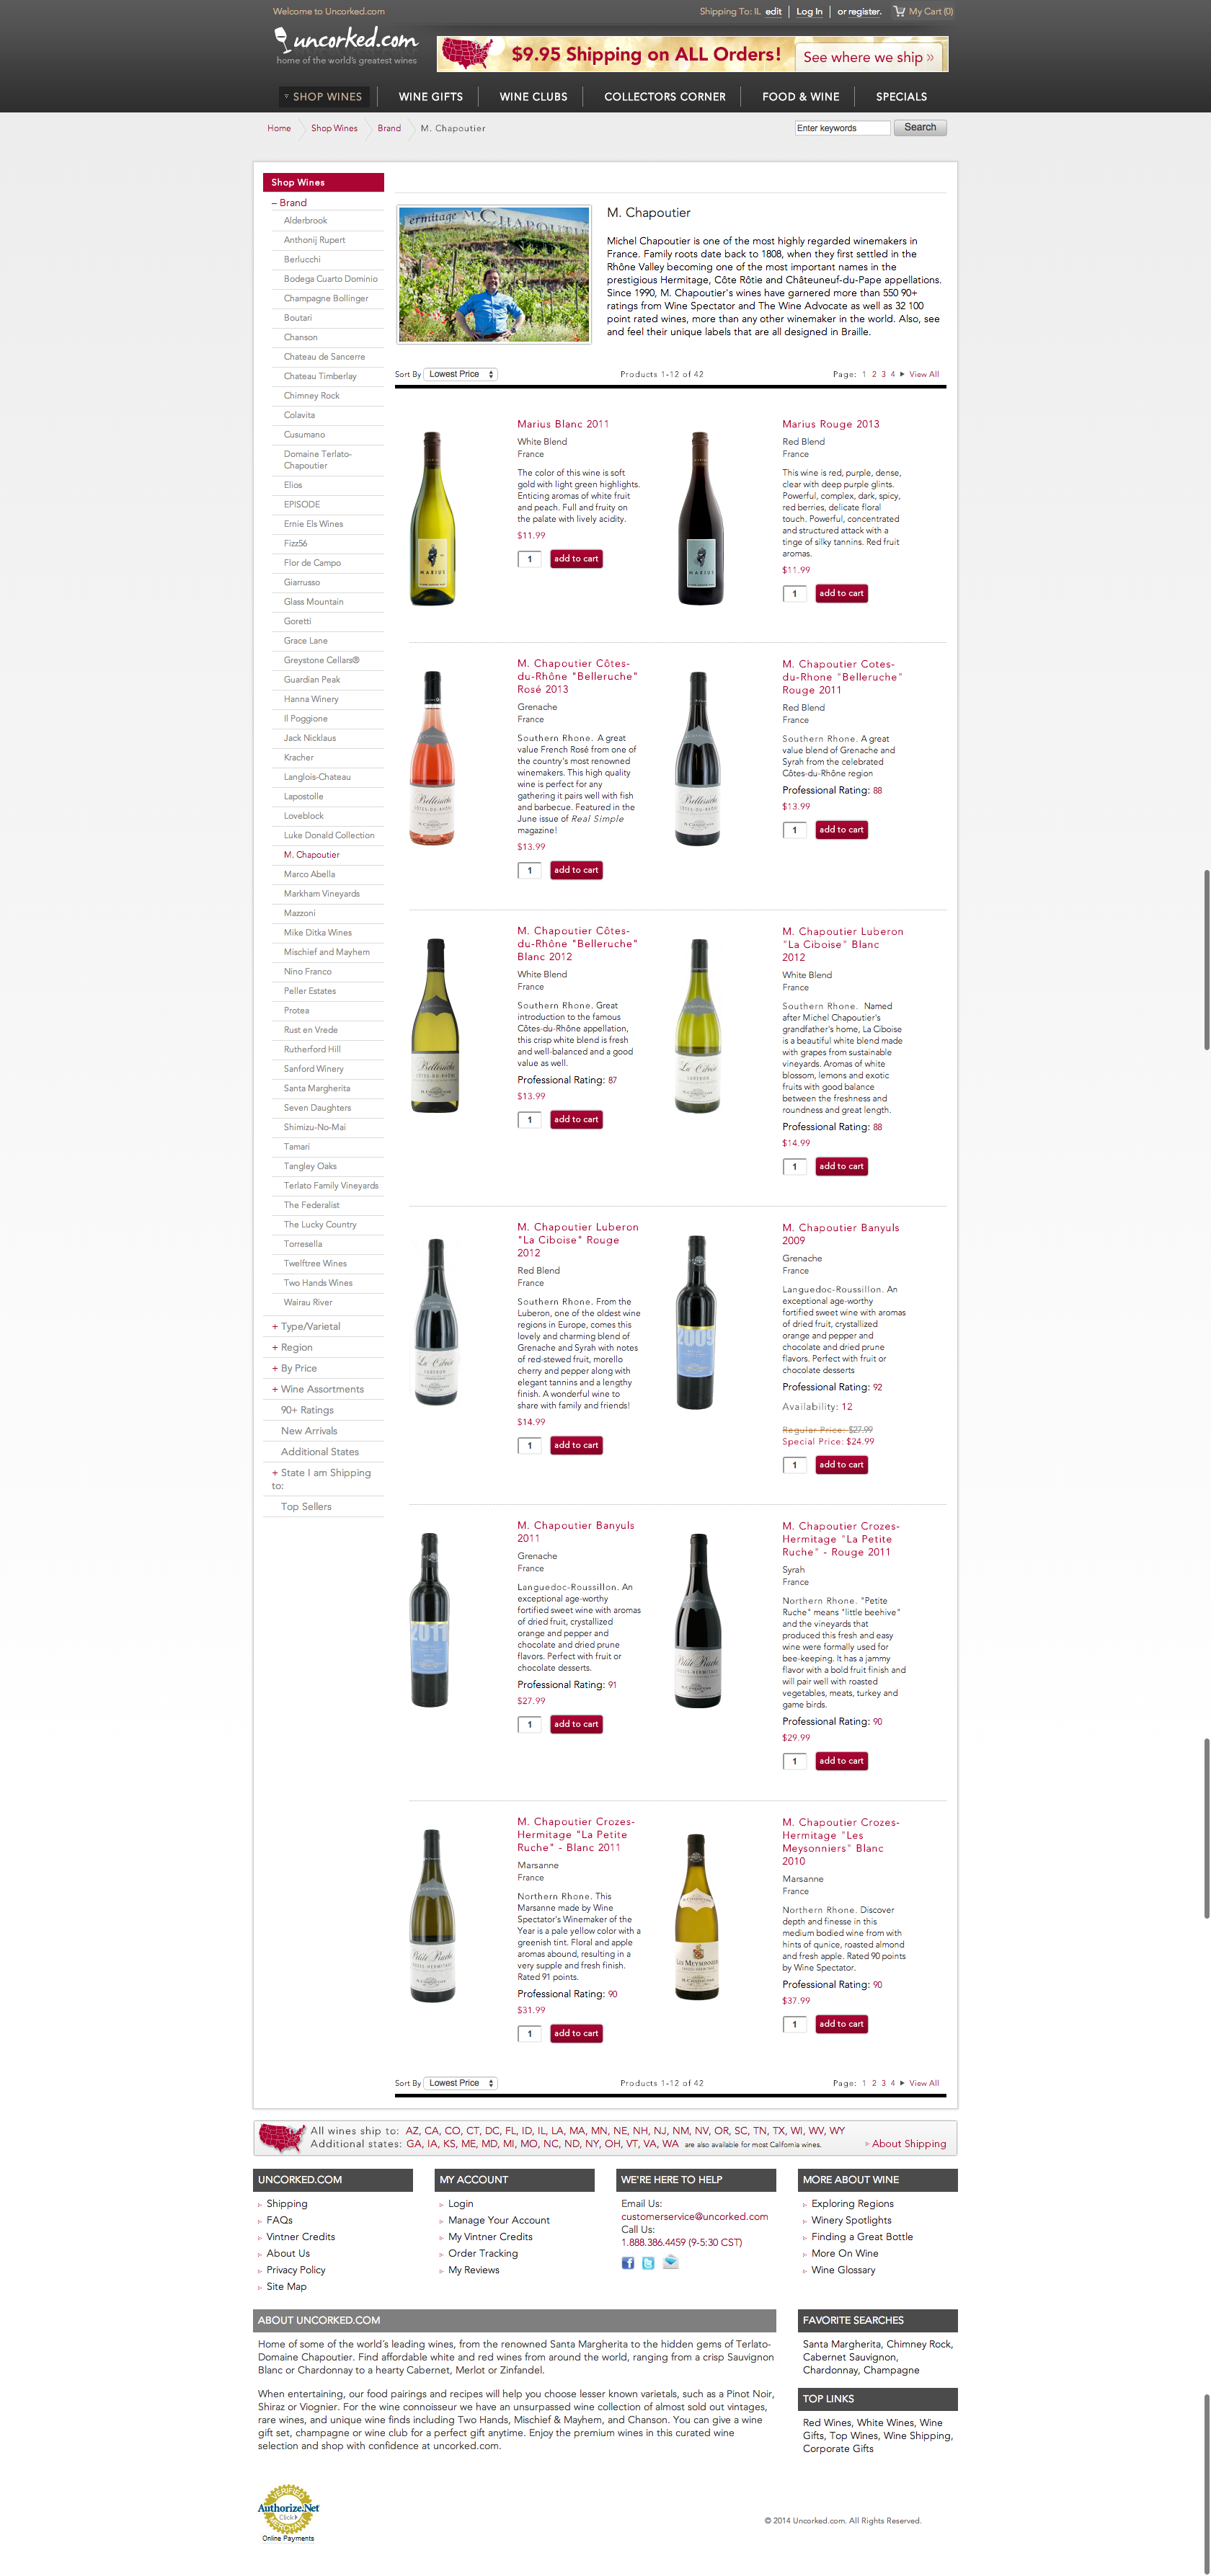 Welcome to Uncorked.com
Shipping To: IL edit | Log In | or register. My Cart (0)
uncorked.com
home of the world's greatest wines
$9.95 Shipping on ALL Orders! See where we ship »
SHOP WINES WINE GIFTS WINE CLUBS COLLECTORS CORNER FOOD & WINE SPECIALS
Home Shop Wines Brand M. Chapoutier
Enter keywords Search
Shop Wines
– Brand
Alderbrook
Anthonij Rupert
Berlucchi
Bodega Cuarto Dominio
Champagne Bollinger
Boutari
Chanson
Chateau de Sancerre
Chateau Timberlay
Chimney Rock
Colavita
Cusumano
Domaine Terlato-
Chapoutier
Elios
EPISODE
Ernie Els Wines
Fizz56
Flor de Campo
Giarrusso
Glass Mountain
Goretti
Grace Lane
Greystone Cellars®
Guardian Peak
Hanna Winery
Il Poggione
Jack Nicklaus
Kracher
Langlois-Chateau
Lapostolle
Loveblock
Luke Donald Collection
M. Chapoutier
Marco Abella
Markham Vineyards
Mazzoni
Mike Ditka Wines
Mischief and Mayhem
Nino Franco
Peller Estates
Protea
Rust en Vrede
Rutherford Hill
Sanford Winery
Santa Margherita
Seven Daughters
Shimizu-No-Mai
Tamari
Tangley Oaks
Terlato Family Vineyards
The Federalist
The Lucky Country
Torresella
Twelftree Wines
Two Hands Wines
Wairau River
+ Type/Varietal
+ Region
+ By Price
+ Wine Assortments
90+ Ratings
New Arrivals
Additional States
+ State I am Shipping
to:
Top Sellers
ermitage M.CHAPOUTIER
M. Chapoutier
Michel Chapoutier is one of the most highly regarded winemakers in
France. Family roots date back to 1808, when they first settled in the
Rhône Valley becoming one of the most important names in the
prestigious Hermitage, Côte Rôtie and Châteuneuf-du-Pape appellations.
Since 1990, M. Chapoutier's wines have garnered more than 550 90+
ratings from Wine Spectator and The Wine Advocate as well as 32 100
point rated wines, more than any other winemaker in the world. Also, see
and feel their unique labels that are all designed in Braille.
Sort By Lowest Price Products 1-12 of 42 Page: 1 2 3 4 View All
MARIUS
Marius Blanc 2011
White Blend
France
The color of this wine is soft
gold with light green highlights.
Enticing aromas of white fruit
and peach. Full and fruity on
the palate with lively acidity.
$11.99
1 add to cart
MARIUS
Marius Rouge 2013
Red Blend
France
This wine is red, purple, dense,
clear with deep purple glints.
Powerful, complex, dark, spicy,
red berries, delicate floral
touch. Powerful, concentrated
and structured attack with a
tinge of silky tannins. Red fruit
aromas.
$11.99
1 add to cart
Belleruche
CÔTES-DU-RHÔNE
M. Chapoutier Côtes-
du-Rhône "Belleruche"
Rosé 2013
Grenache
France
Southern Rhone. A great
value French Rosé from one of
the country's most renowned
winemakers. This high quality
wine is perfect for any
gathering it pairs well with fish
and barbecue. Featured in the
June issue of Real Simple
magazine!
$13.99
1 add to cart
Belleruche
CÔTES-DU-RHÔNE
M. Chapoutier Cotes-
du-Rhone "Belleruche"
Rouge 2011
Red Blend
France
Southern Rhone. A great
value blend of Grenache and
Syrah from the celebrated
Côtes-du-Rhône region
Professional Rating: 88
$13.99
1 add to cart
Belleruche
CÔTES-DU-RHÔNE
M. Chapoutier Côtes-
du-Rhône "Belleruche"
Blanc 2012
White Blend
France
Southern Rhone. Great
introduction to the famous
Côtes-du-Rhône appellation,
this crisp white blend is fresh
and well-balanced and a good
value as well.
Professional Rating: 87
$13.99
1 add to cart
La Ciboise
LUBERON
M. Chapoutier Luberon
"La Ciboise" Blanc
2012
White Blend
France
Southern Rhone. Named
after Michel Chapoutier's
grandfather's home, La Ciboise
is a beautiful white blend made
with grapes from sustainable
vineyards. Aromas of white
blossom, lemons and exotic
fruits with good balance
between the freshness and
roundness and great length.
Professional Rating: 88
$14.99
1 add to cart
La Ciboise
LUBERON
M. Chapoutier Luberon
"La Ciboise" Rouge
2012
Red Blend
France
Southern Rhone. From the
Luberon, one of the oldest wine
regions in Europe, comes this
lovely and charming blend of
Grenache and Syrah with notes
of red-stewed fruit, morello
cherry and pepper along with
elegant tannins and a lengthy
finish. A wonderful wine to
share with family and friends!
$14.99
1 add to cart
2009
M. Chapoutier Banyuls
2009
Grenache
France
Languedoc-Roussillon. An
exceptional age-worthy
fortified sweet wine with aromas
of dried fruit, crystallized
orange and pepper and
chocolate and dried prune
flavors. Perfect with fruit or
chocolate desserts
Professional Rating: 92
Availability: 12
Regular Price: $27.99
Special Price: $24.99
1 add to cart
2011
M. Chapoutier Banyuls
2011
Grenache
France
Languedoc-Roussillon. An
exceptional age-worthy
fortified sweet wine with aromas
of dried fruit, crystallized
orange and pepper and
chocolate and dried prune
flavors. Perfect with fruit or
chocolate desserts.
Professional Rating: 91
$27.99
1 add to cart
Petite Ruche
CROZES-HERMITAGE
M. Chapoutier Crozes-
Hermitage "La Petite
Ruche" - Rouge 2011
Syrah
France
Northern Rhone. "Petite
Ruche" means "little beehive"
and the vineyards that
produced this fresh and easy
wine were formally used for
bee-keeping. It has a jammy
flavor with a bold fruit finish and
will pair well with roasted
vegetables, meats, turkey and
game birds.
Professional Rating: 90
$29.99
1 add to cart
Petite Ruche
CROZES-HERMITAGE
M. Chapoutier Crozes-
Hermitage "La Petite
Ruche" - Blanc 2011
Marsanne
France
Northern Rhone. This
Marsanne made by Wine
Spectator's Winemaker of the
Year is a pale yellow color with a
greenish tint. Floral and apple
aromas abound, resulting in a
very supple and fresh finish.
Rated 91 points.
Professional Rating: 90
$31.99
1 add to cart
LES MEYSONNIERS
M. Chapoutier Crozes-
Hermitage "Les
Meysonniers" Blanc
2010
Marsanne
France
Northern Rhone. Discover
depth and finesse in this
medium bodied wine from with
hints of qunice, roasted almond
and fresh apple. Rated 90 points
by Wine Spectator.
Professional Rating: 90
$37.99
1 add to cart
Sort By Lowest Price Products 1-12 of 42 Page: 1 2 3 4 View All
All wines ship to: AZ, CA, CO, CT, DC, FL, ID, IL, LA, MA, MN, NE, NH, NJ, NM, NV, OR, SC, TN, TX, WI, WV, WY
Additional states: GA, IA, KS, ME, MD, MI, MO, NC, ND, NY, OH, VT, VA, WA are also available for most California wines. About Shipping
UNCORKED.COM
Shipping
FAQs
Vintner Credits
About Us
Privacy Policy
Site Map
MY ACCOUNT
Login
Manage Your Account
My Vintner Credits
Order Tracking
My Reviews
WE'RE HERE TO HELP
Email Us:
customerservice@uncorked.com
Call Us:
1.888.386.4459 (9-5:30 CST)
MORE ABOUT WINE
Exploring Regions
Winery Spotlights
Finding a Great Bottle
More On Wine
Wine Glossary
ABOUT UNCORKED.COM
Home of some of the world's leading wines, from the renowned Santa Margherita to the hidden gems of Terlato-
Domaine Chapoutier. Find affordable white and red wines from around the world, ranging from a crisp Sauvignon
Blanc or Chardonnay to a hearty Cabernet, Merlot or Zinfandel.
When entertaining, our food pairings and recipes will help you choose lesser known varietals, such as a Pinot Noir,
Shiraz or Viognier. For the wine connoisseur we have an unsurpassed wine collection of almost sold out vintages,
rare wines, and unique wine finds including Two Hands, Mischief & Mayhem, and Chanson. You can give a wine
gift set, champagne or wine club for a perfect gift anytime. Enjoy the premium wines in this curated wine
selection and shop with confidence at uncorked.com.
FAVORITE SEARCHES
Santa Margherita, Chimney Rock,
Cabernet Sauvignon,
Chardonnay, Champagne
TOP LINKS
Red Wines, White Wines, Wine
Gifts, Top Wines, Wine Shipping,
Corporate Gifts
VERIFIED
Authorize.Net
Click
MERCHANT
Online Payments
© 2014 Uncorked.com. All Rights Reserved.